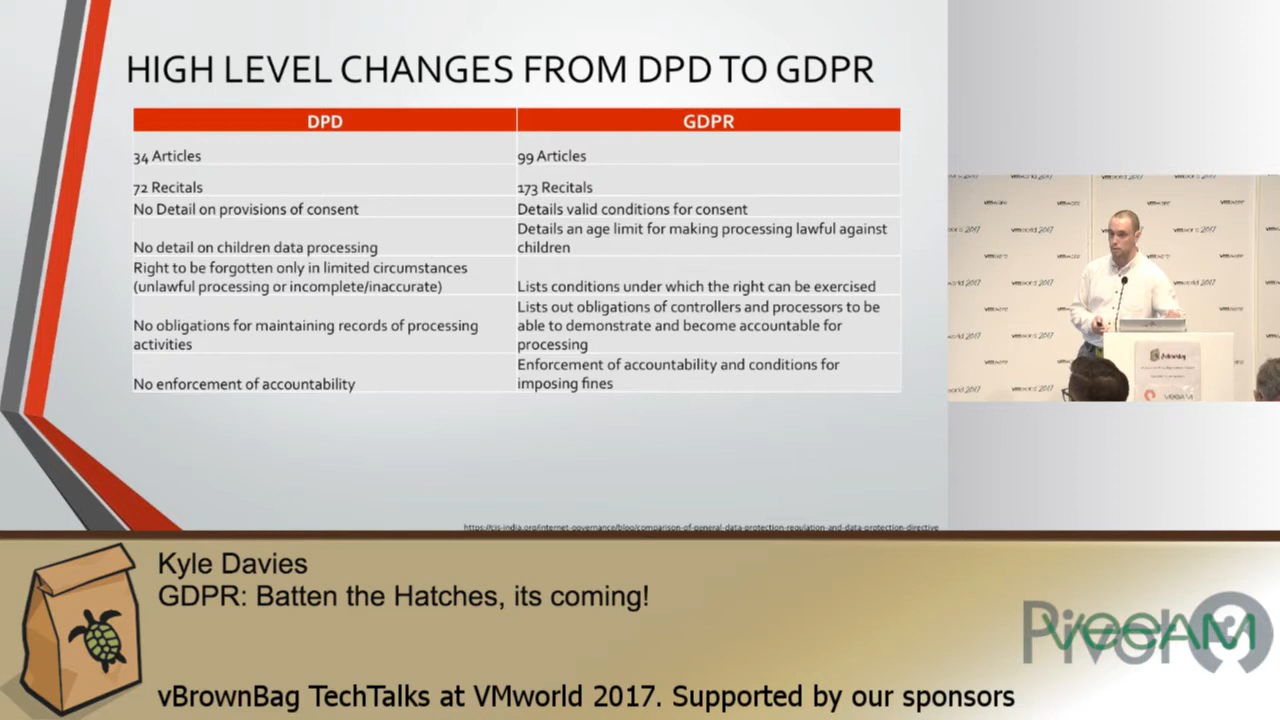 HIGH LEVEL CHANGES FROM DPD TO GDPR
DPD
GDPR
34 Articles
99 Articles
72 Recitals
173 Recitals
No Detail on provisions of consent
Details valid conditions for consent
No detail on children data processing
Details an age limit for making processing lawful against
children
Right to be forgotten only in limited circumstances
(unlawful processing or incomplete/inaccurate)
Lists conditions under which the right can be exercised
No obligations for maintaining records of processing
activities
Lists out obligations of controllers and processors to be
able to demonstrate and become accountable for
processing
No enforcement of accountability
Enforcement of accountability and conditions for
imposing fines
https://cis-india.org/internet-governance/blog/comparison-of-general-data-protection-regulation-and-data-protection-directive
vmworld 2017
vmware
vBrownBag
veeAM
Kyle Davies
GDPR: Batten the Hatches, its coming!
vBrownBag TechTalks at VMworld 2017. Supported by our sponsors
Pivot3
veeAM